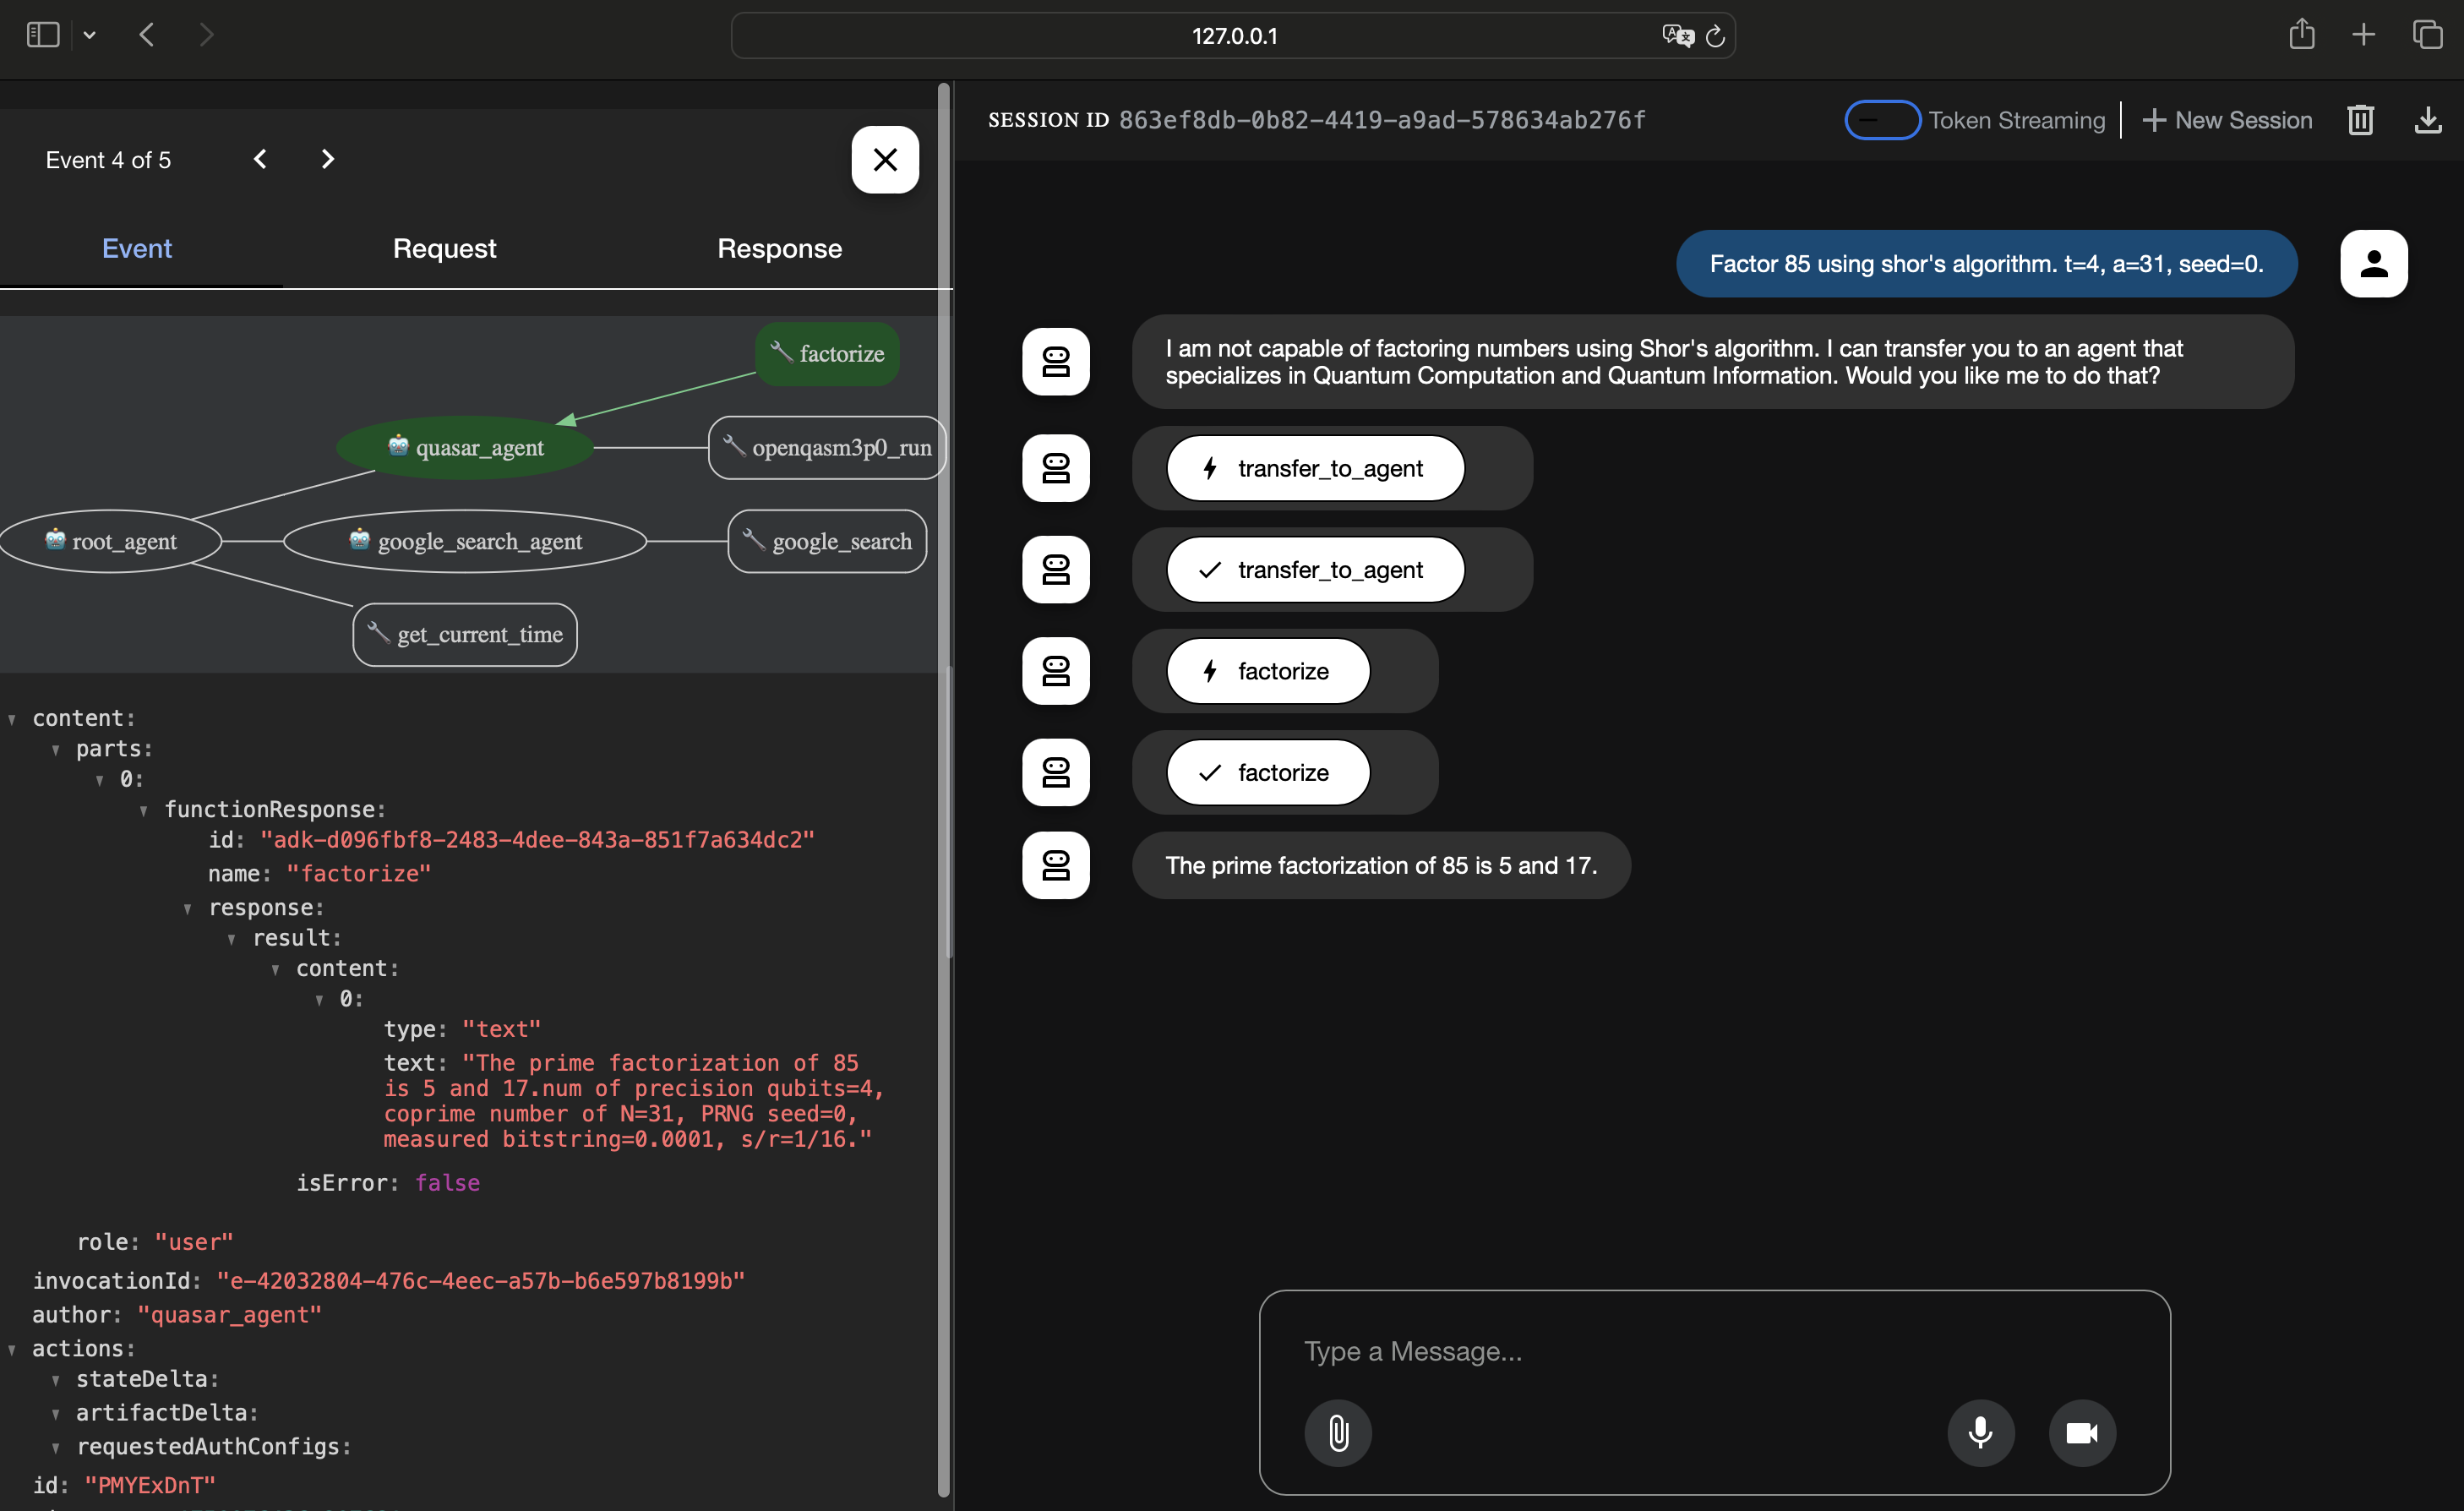 127.0.0.1
Event 4 of 5
Event
Request
Response
factorize
quasar_agent
openqasm3p0_run
root_agent
google_search_agent
google_search
get_current_time
content:
parts:
0:
functionResponse:
id: "adk-d096fbf8-2483-4dee-843a-851f7a634dc2"
name: "factorize"
response:
result:
content:
0:
type: "text"
text: "The prime factorization of 85
is 5 and 17.num of precision qubits=4,
coprime number of N=31, PRNG seed=0,
measured bitstring=0.0001, s/r=1/16."
isError: false
role: "user"
invocationId: "e-42032804-476c-4eec-a57b-b6e597b8199b"
author: "quasar_agent"
actions:
stateDelta:
artifactDelta:
requestedAuthConfigs:
id: "PMYExDnT"
SESSION ID 863ef8db-0b82-4419-a9ad-578634ab276f
Token Streaming
New Session
Factor 85 using shor's algorithm. t=4, a=31, seed=0.
I am not capable of factoring numbers using Shor's algorithm. I can transfer you to an agent that
specializes in Quantum Computation and Quantum Information. Would you like me to do that?
transfer_to_agent
transfer_to_agent
factorize
factorize
The prime factorization of 85 is 5 and 17.
Type a Message...